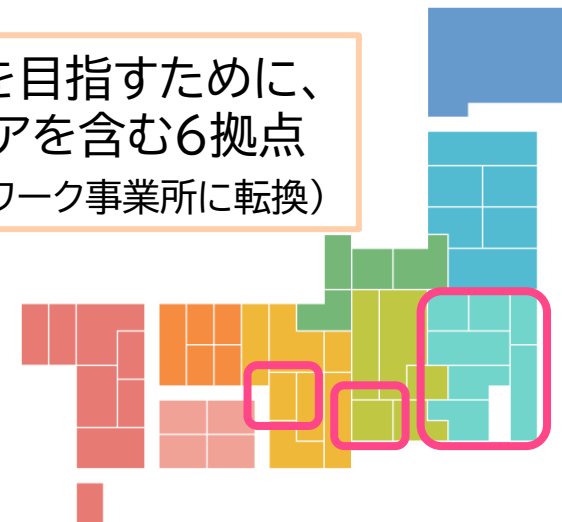 を目指すために、
アを含む6拠点
ワーク事業所に転換）